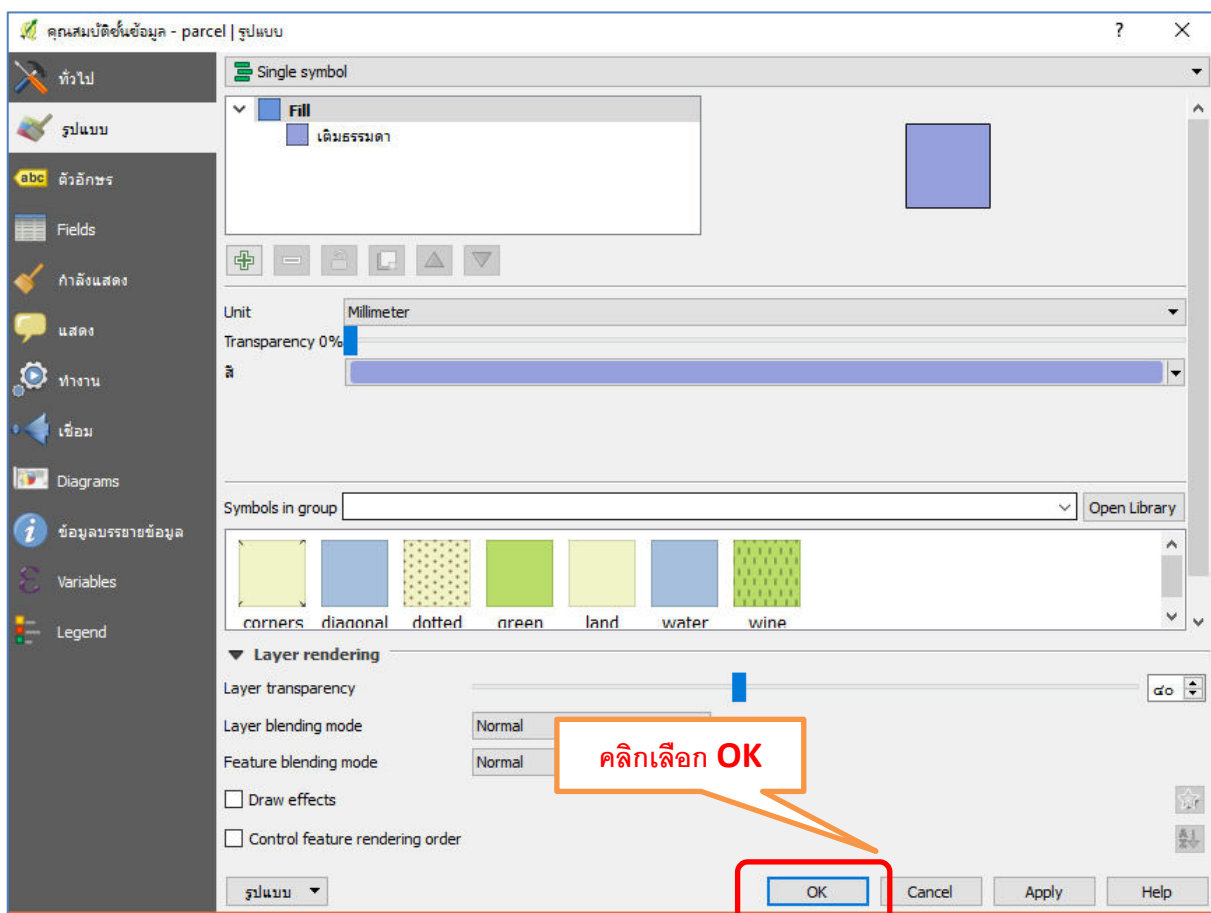 คุณสมบัติชั้นข้อมูล - parcel | รูปแบบ
?
ทั่วไป
รูปแบบ
abc ตัวอักษร
Fields
กำลังแสดง
แสดง
ทำงาน
เชื่อม
Diagrams
ข้อมูลบรรยายข้อมูล
Variables
Legend
Single symbol
Fill
เติมธรรมดา
Unit Millimeter
Transparency 0%
สี
Symbols in group Open Library
corners diagonal dotted green land water wine
Layer rendering
Layer transparency ๔๐
Layer blending mode Normal
Feature blending mode Normal
คลิกเลือก OK
Draw effects
Control feature rendering order
รูปแบบ OK Cancel Apply Help